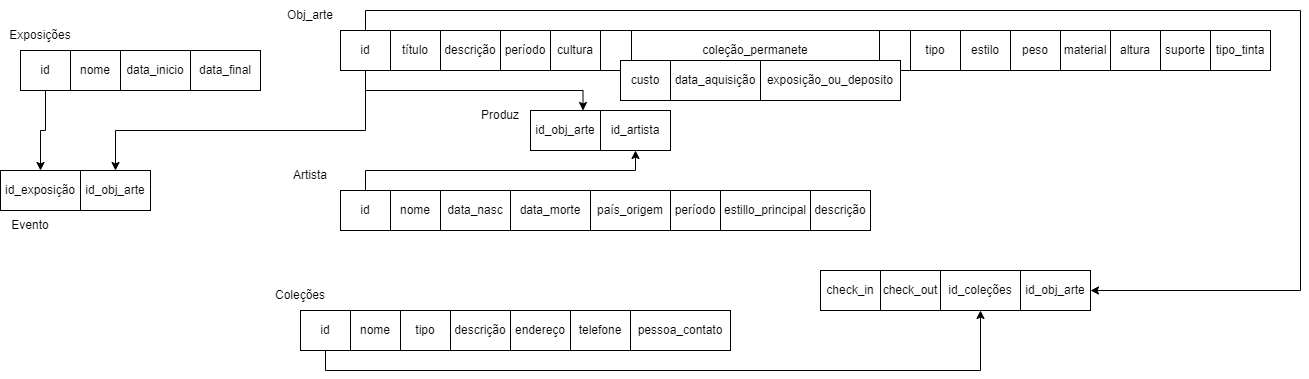 Obj_arte
Exposições
id título descrição período cultura coleção_permanete tipo estilo peso material altura suporte tipo_tinta
id nome data_inicio data_final
custo data_aquisição exposição_ou_deposito
Produz
id_obj_arte id_artista
Artista
id_exposição id_obj_arte
id nome data_nasc data_morte país_origem período estillo_principal descrição
Evento
check_in check_out id_coleções id_obj_arte
Coleções
id nome tipo descrição endereço telefone pessoa_contato